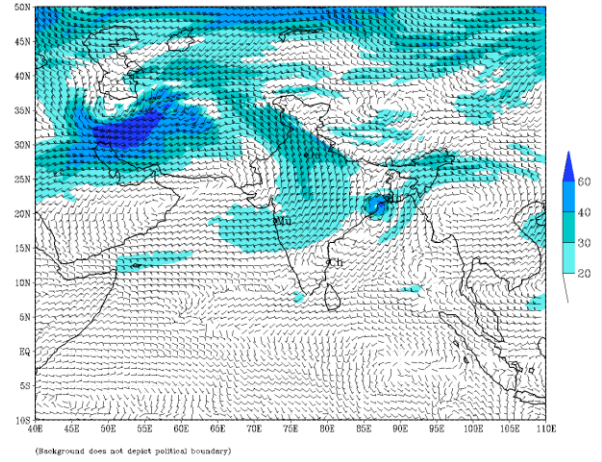 50N
45N
40N
35N
30N
25N
20N
15N
10N
5N
EQ
5S
10S
40E 45E 50E 55E 60E 65E 70E 75E 80E 85E 90E 95E 100E 105E 110E
Mu
Ch
60
40
30
20
(Background does not depict political boundary)